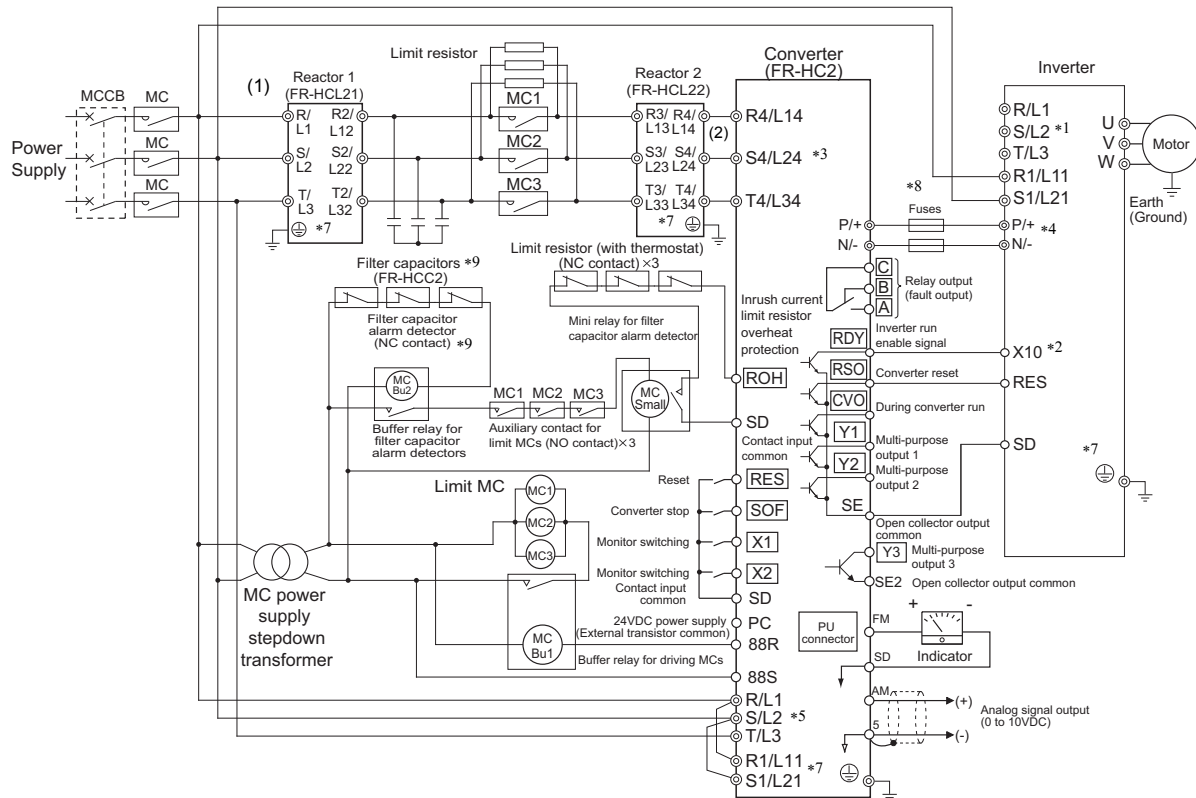 Limit resistor
Converter
(FR-HC2)
Inverter
MCCB
MC
(1)
Reactor 1
(FR-HCL21)
Reactor 2
(FR-HCL22)
MC1
R/
L1
R2/
L12
R3/
L13
R4/
L14
(2)
R4/L14
R/L1
S/L2 *1
T/L3
U
V
W
Motor
Power
Supply
MC
S/
L2
S2/
L22
MC2
S3/
L23
S4/
L24
S4/L24 *3
R1/L11
S1/L21
Earth
(Ground)
MC
T/
L3
T2/
L32
MC3
T3/
L33
T4/
L34
T4/L34
*8
Fuses
*7
*7
P/+
P/+ *4
N/-
N/-
Limit resistor (with thermostat)
(NC contact)×3
Filter capacitors *9
(FR-HCC2)
Filter capacitor
alarm detector
(NC contact) *9
Mini relay for filter
capacitor alarm detector
Inrush current
limit resistor
overheat
protection
C
B
A
Relay output
(fault output)
RDY
Inverter run
enable signal
X10 *2
RSO
Converter reset
RES
ROH
CVO
During converter run
MC
Bu2
MC1
MC2
MC3
MC
Small
Auxiliary contact for
limit MCs (NO contact)×3
Buffer relay for
filter capacitor
alarm detectors
SD
Contact input
common
Y1
Multi-purpose
output 1
Y2
Multi-purpose
output 2
SD
*7
Limit MC
MC1
MC2
MC3
Reset
RES
Converter stop
SOF
SE
Open collector output
common
Monitor switching
X1
Y3
Multi-purpose
output 3
Monitor switching
X2
SE2
Open collector output common
Contact input
common
SD
MC power
supply
stepdown
transformer
24VDC power supply
(External transistor common)
PC
MC
Bu1
88R
Buffer relay for driving MCs
88S
PU
connector
FM
+
-
Indicator
SD
R/L1
S/L2 *5
T/L3
AM
(+)
5
(-)
Analog signal output
(0 to 10VDC)
R1/L11 *7
S1/L21